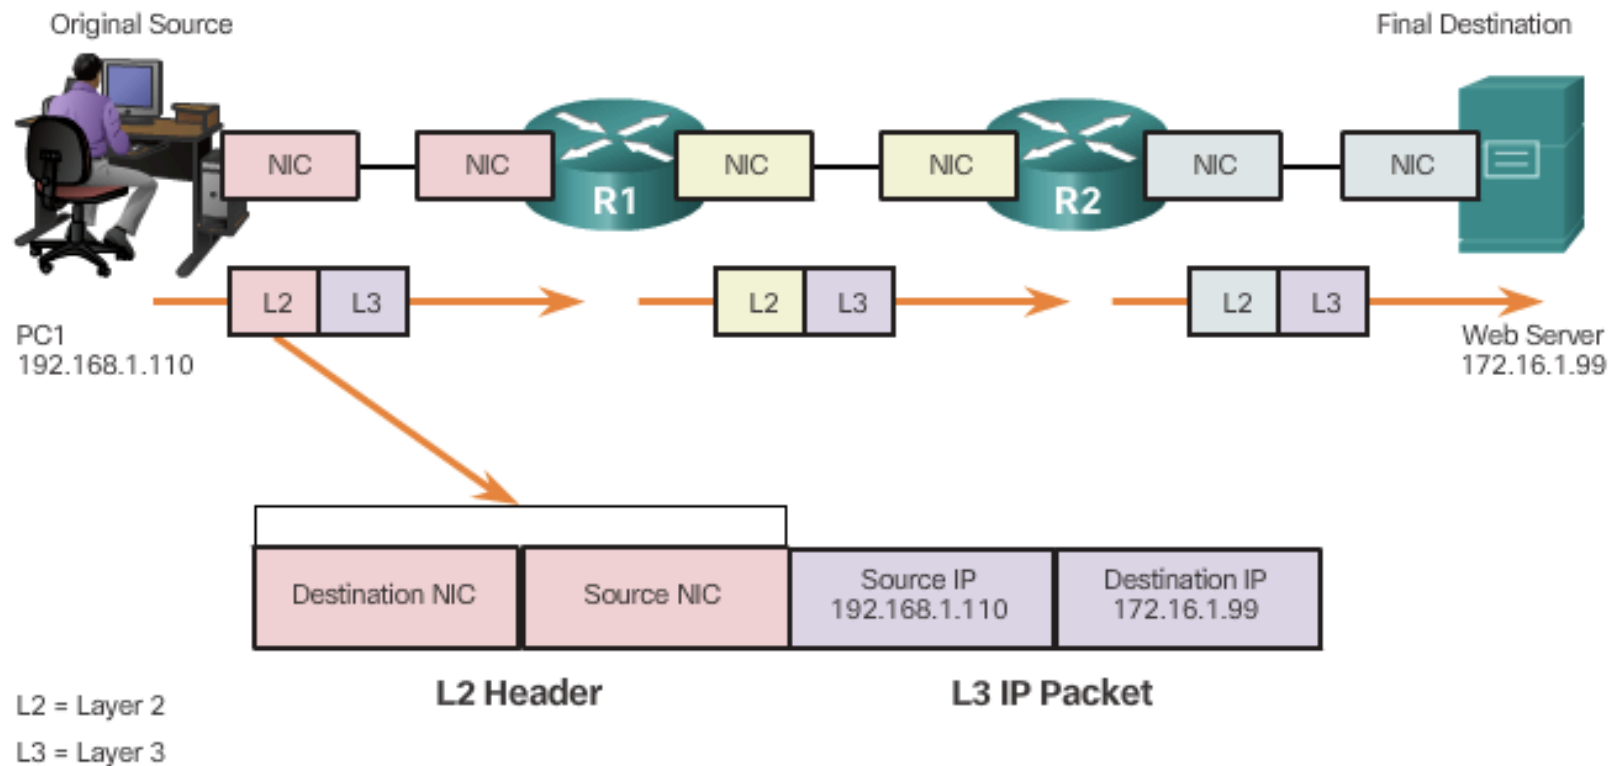 Original Source
Final Destination
NIC
NIC
R1
NIC
NIC
R2
NIC
NIC
L2
L3
L2
L3
L2
L3
PC1
192.168.1.110
Web Server
172.16.1.99
Destination NIC
Source NIC
Source IP
192.168.1.110
Destination IP
172.16.1.99
L2 Header
L3 IP Packet
L2 = Layer 2
L3 = Layer 3